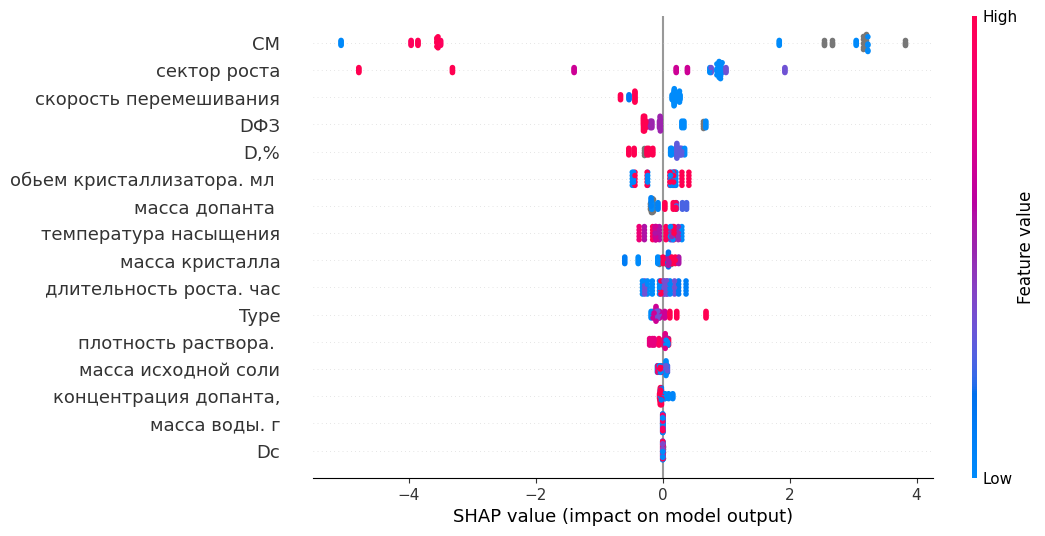 High
СМ
сектор роста
скорость перемешивания
DФЗ
D,%
обьем кристаллизатора. мл
масса допанта
температура насыщения
масса кристалла
длительность роста. час
Type
плотность раствора.
масса исходной соли
концентрация допанта,
масса воды. г
Dc
Low
Feature value
−4 −2 0 2 4
SHAP value (impact on model output)